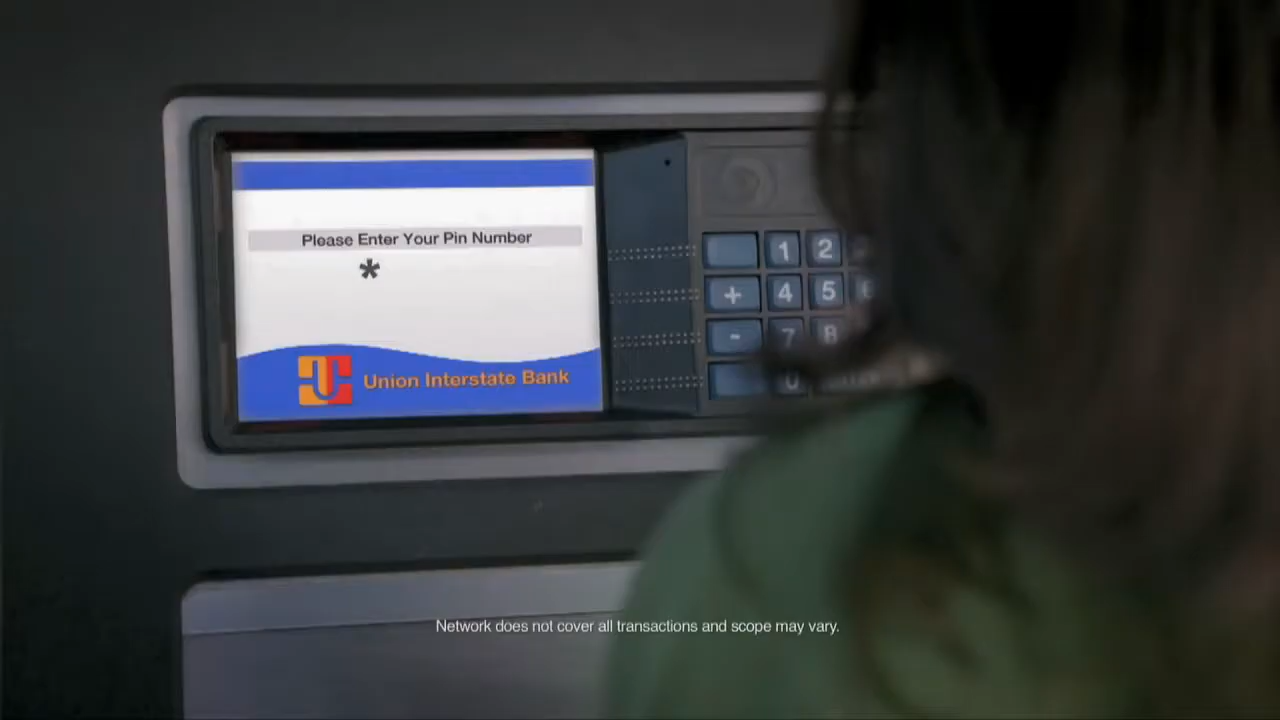 Please Enter Your Pin Number
*
Union Interstate Bank
1 2
+ 4 5 6
- 7 8
0
Network does not cover all transactions and scope may vary.